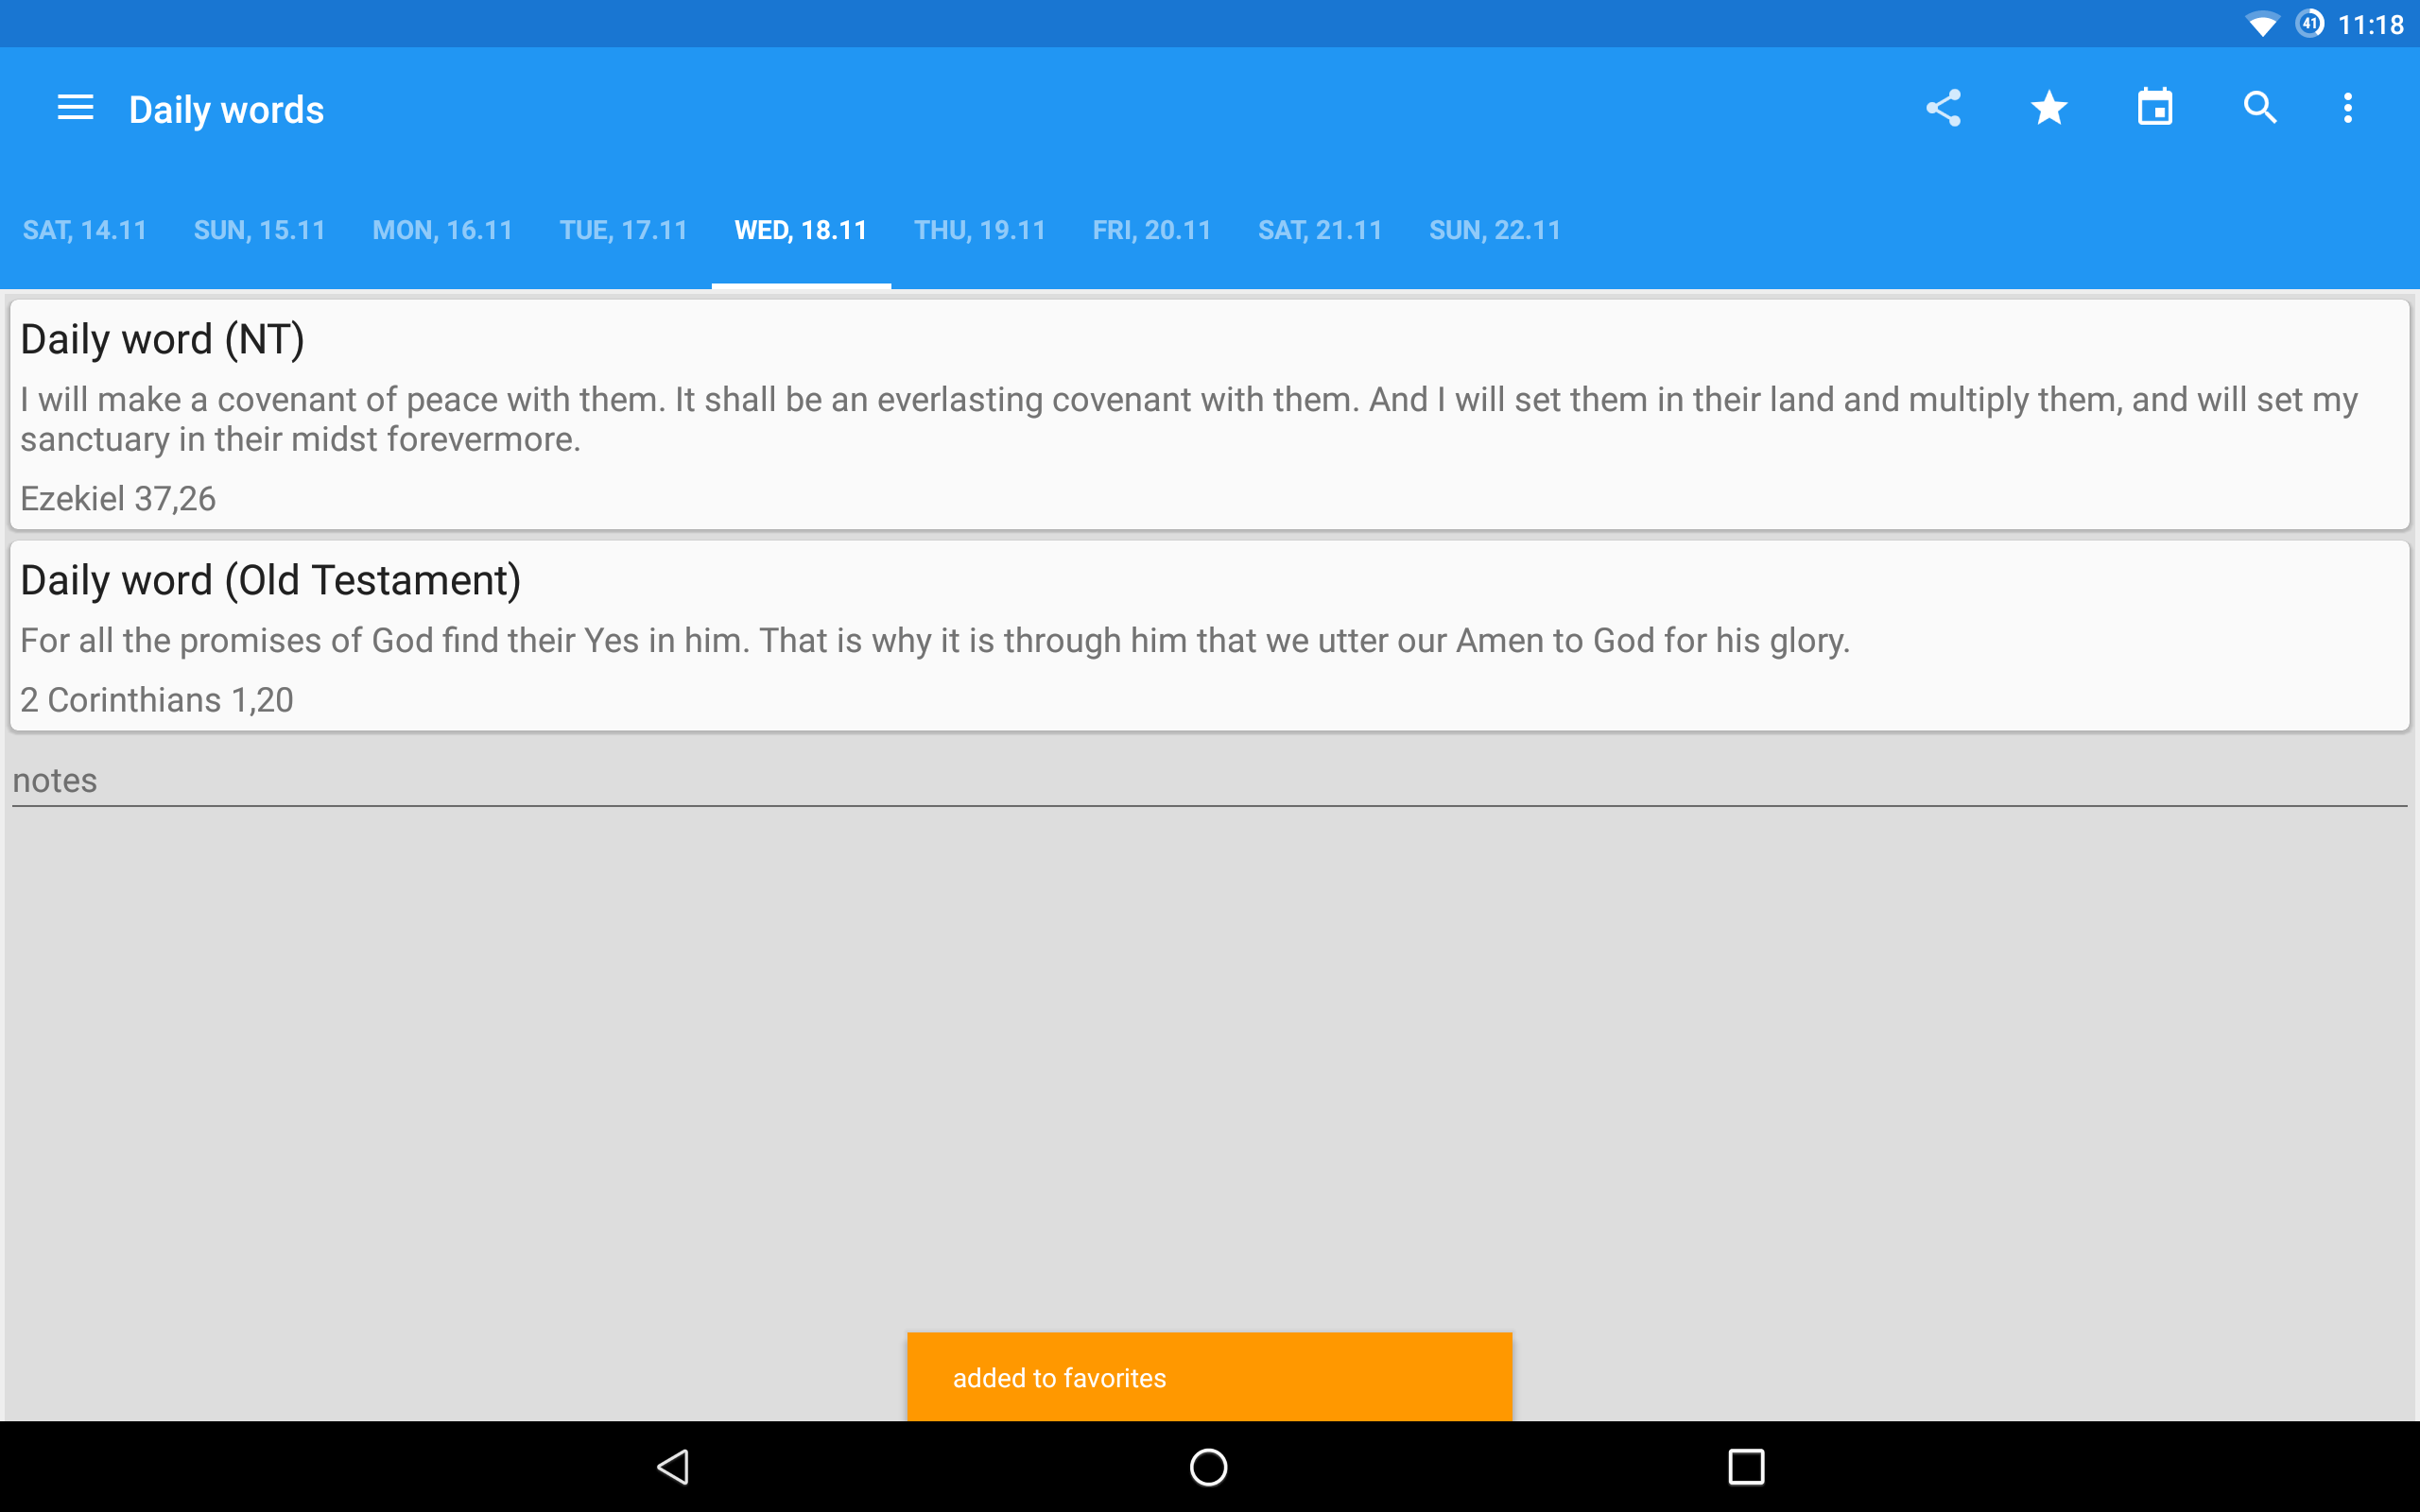 41 11:18
Daily words
SAT, 14.11 SUN, 15.11 MON, 16.11 TUE, 17.11 WED, 18.11 THU, 19.11 FRI, 20.11 SAT, 21.11 SUN, 22.11
Daily word (NT)
I will make a covenant of peace with them. It shall be an everlasting covenant with them. And I will set them in their land and multiply them, and will set my
sanctuary in their midst forevermore.
Ezekiel 37,26
Daily word (Old Testament)
For all the promises of God find their Yes in him. That is why it is through him that we utter our Amen to God for his glory.
2 Corinthians 1,20
notes
added to favorites